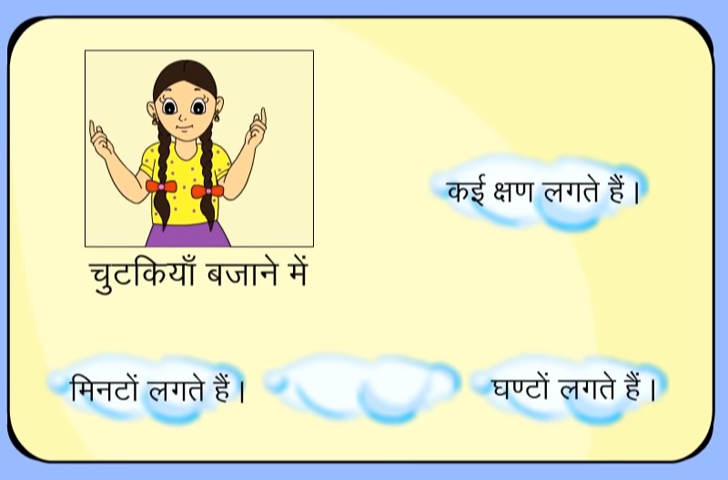 कई क्षण लगते हैं।
चुटकियाँ बजाने में
मिनटों लगते हैं।
घण्टों लगते हैं।